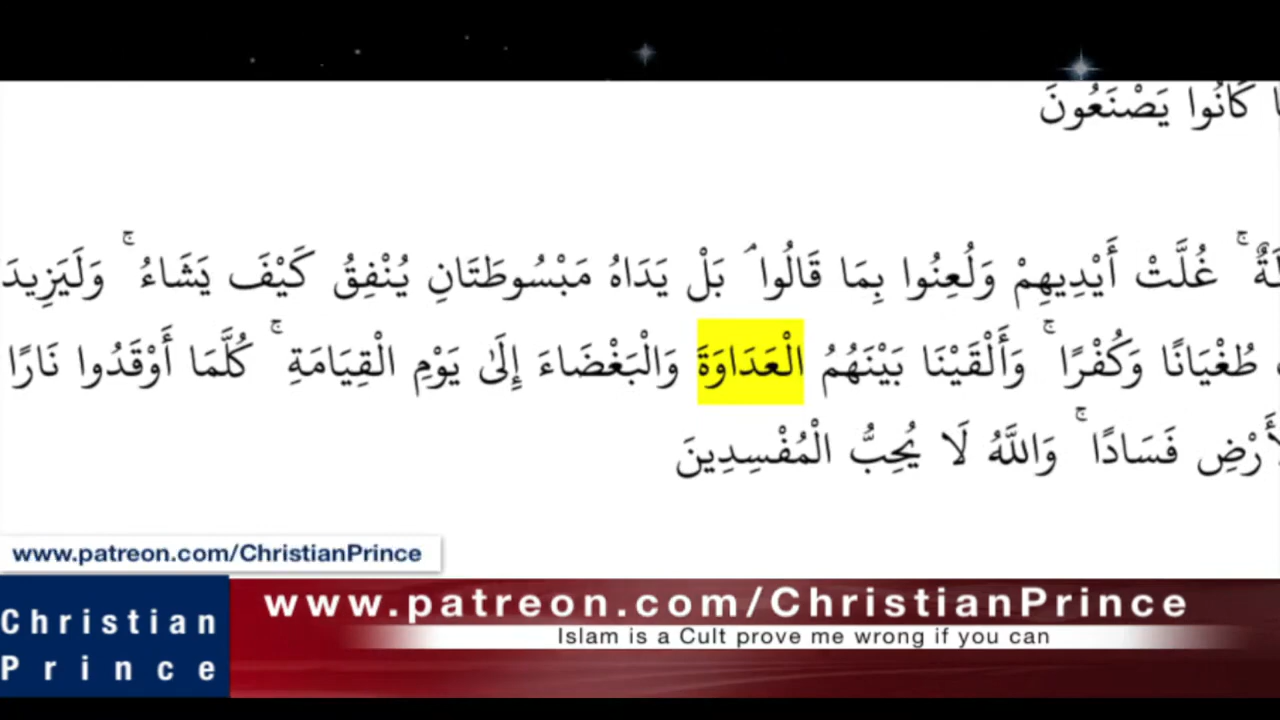 كَانُوا يَصْنَعُونَ
غُلَّتْ أَيْدِيهِمْ وَلُعِنُوا بِمَا قَالُوا ۘ بَلْ يَدَاهُ مَبْسُوطَتَانِ يُنْفِقُ كَيْفَ يَشَاءُ ۚ وَلَيَزِيدَ
طُغْيَانًا وَكُفْرًا ۚ وَأَلْقَيْنَا بَيْنَهُمُ الْعَدَاوَةَ وَالْبَغْضَاءَ إِلَىٰ يَوْمِ الْقِيَامَةِ ۚ كُلَّمَا أَوْقَدُوا نَارًا
فَسَادًا ۚ وَاللَّهُ لَا يُحِبُّ الْمُفْسِدِينَ
www.patreon.com/ChristianPrince
Christian
Prince
www.patreon.com/ChristianPrince
Islam is a Cult prove me wrong if you can